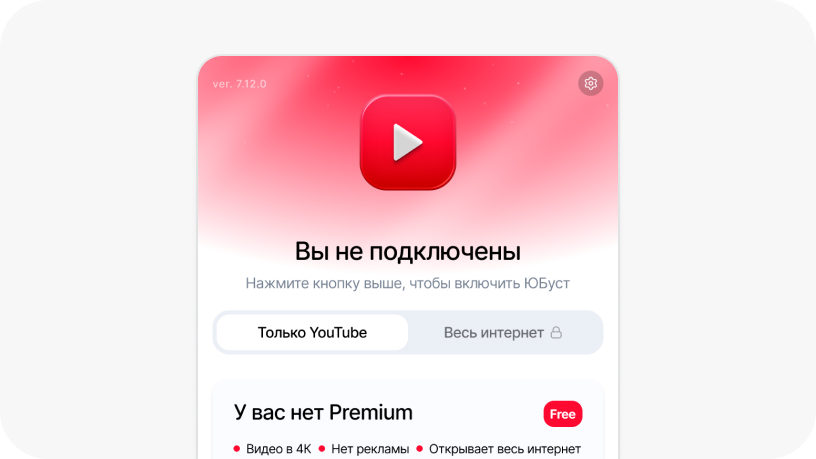 ver. 7.12.0
Вы не подключены
Нажмите кнопку выше, чтобы включить ЮБуст
Только YouTube Весь интернет
У вас нет Premium Free
• Видео в 4K • Нет рекламы • Открывает весь интернет